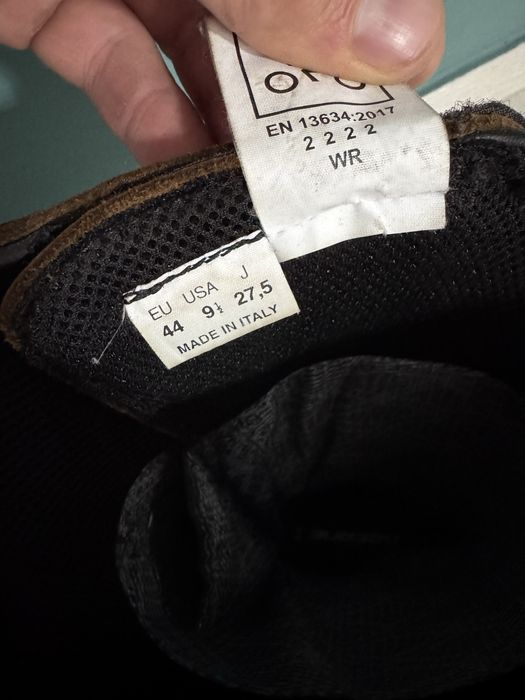 EN 13634:2017
2 2 2 2
WR
EU USA J
44 9½ 27,5
MADE IN ITALY